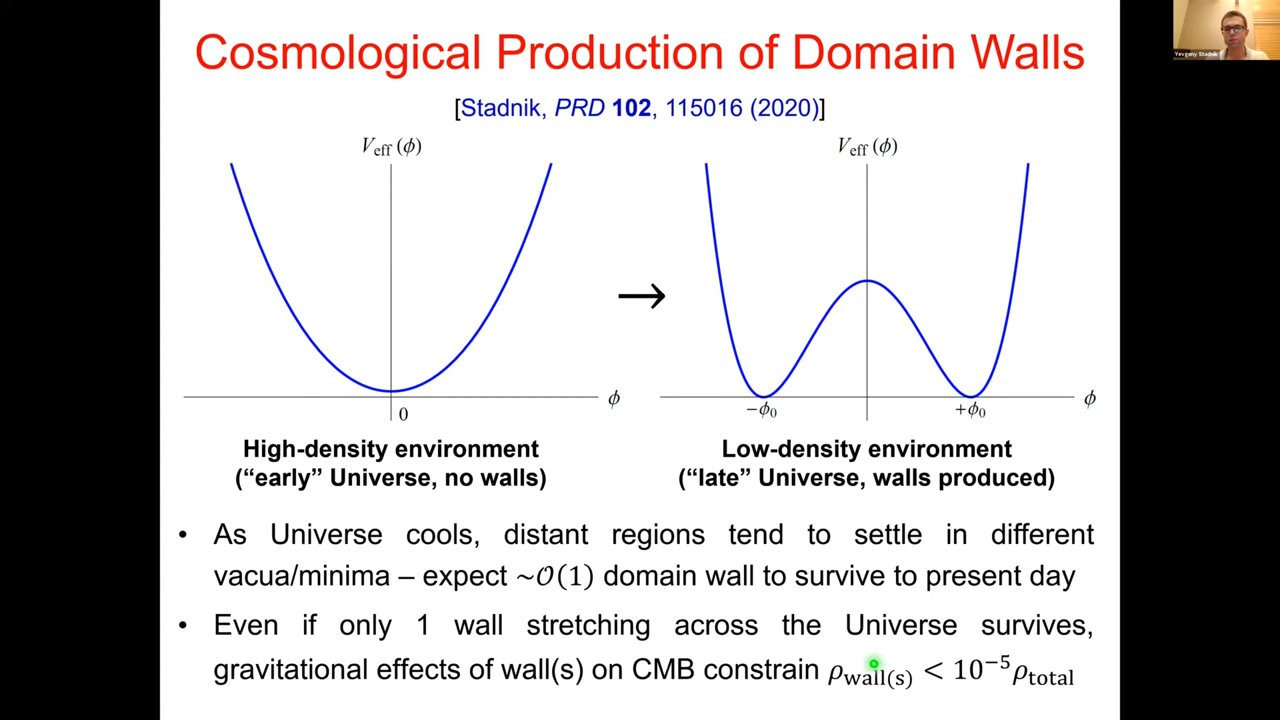 Cosmological Production of Domain Walls
[Stadnik, PRD 102, 115016 (2020)]
V_eff (ϕ)
V_eff (ϕ)
ϕ
0
−ϕ₀
+ϕ₀
ϕ
High-density environment
(“early” Universe, no walls)
Low-density environment
(“late” Universe, walls produced)
• As Universe cools, distant regions tend to settle in different
vacua/minima – expect ~𝒪(1) domain wall to survive to present day
• Even if only 1 wall stretching across the Universe survives,
gravitational effects of wall(s) on CMB constrain ρ_wall(s) < 10⁻⁵ρ_total
Yevgeny Stadnik